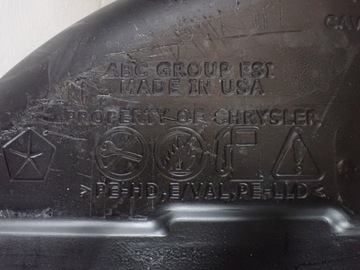 ABC GROUP FSI
MADE IN USA
PROPERTY OF CHRYSLER
>PE-HD,E/VAL,PE-LLD<